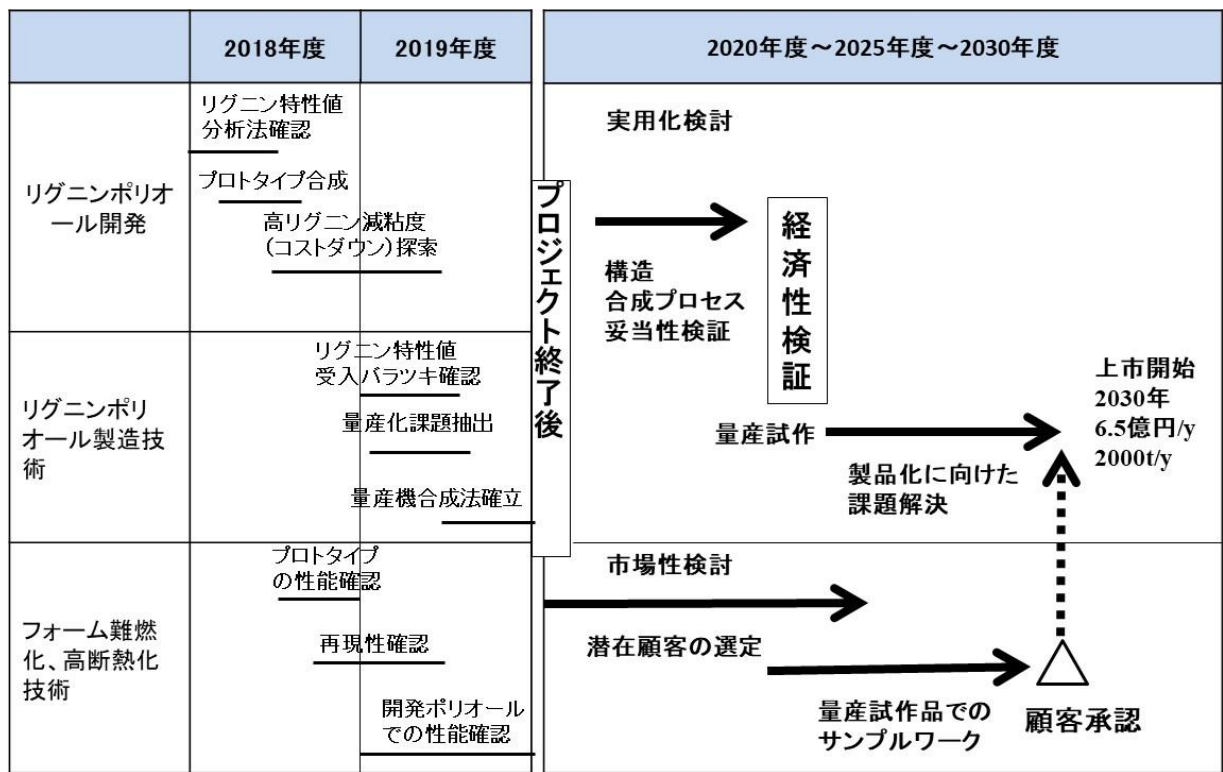 2018年度
2019年度
2020年度～2025年度～2030年度
リグニンポリオ
ール開発
リグニン特性値
分析法確認
プロトタイプ合成
高リグニン減粘度
(コストダウン)探索
リグニンポリ
オール製造技
術
リグニン特性値
受入バラツキ確認
量産化課題抽出
量産機合成法確立
フォーム難燃
化、高断熱化
技術
プロトタイプ
の性能確認
再現性確認
開発ポリオール
での性能確認
プロジェクト終了後
実用化検討
構造
合成プロセス
妥当性検証
経済性検証
量産試作
製品化に向けた
課題解決
上市開始
2030年
6.5億円/y
2000t/y
市場性検討
潜在顧客の選定
量産試作品での
サンプルワーク
顧客承認